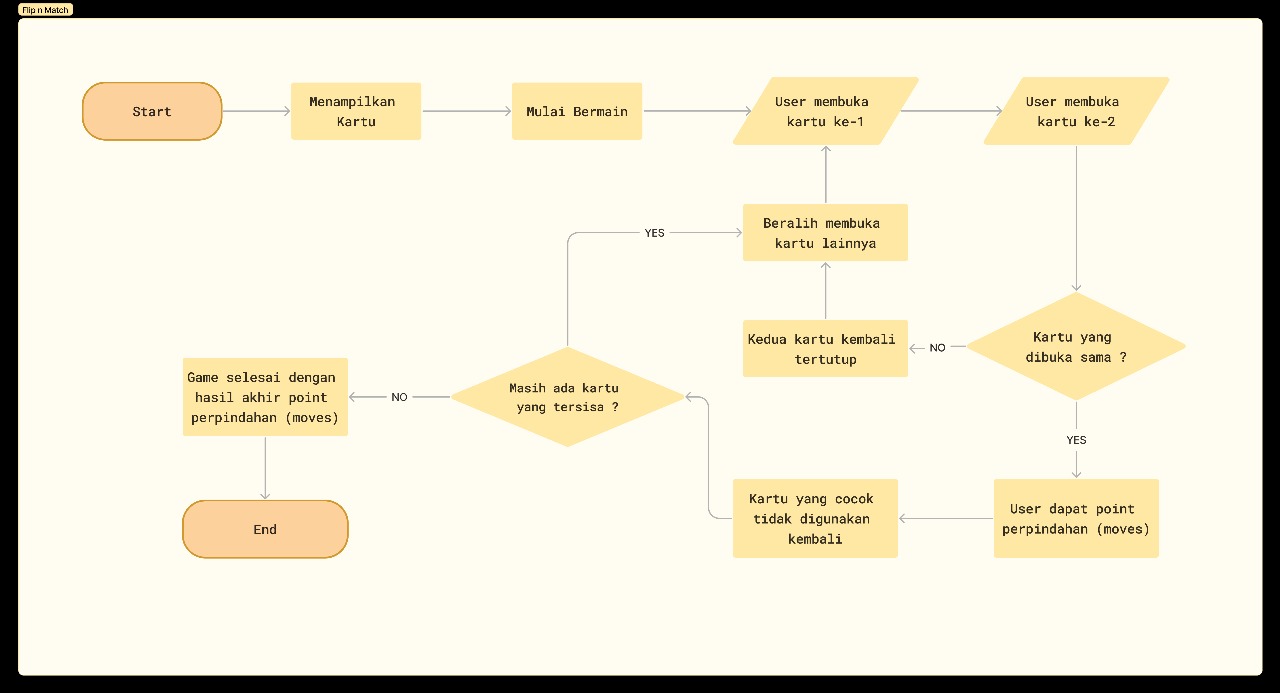 Flip n Match
Start
Menampilkan
Kartu
Mulai Bermain
User membuka
kartu ke-1
User membuka
kartu ke-2
Beralih membuka
kartu lainnya
YES
Kedua kartu kembali
tertutup
NO
Kartu yang
dibuka sama ?
YES
User dapat point
perpindahan (moves)
Kartu yang cocok
tidak digunakan
kembali
Masih ada kartu
yang tersisa ?
NO
Game selesai dengan
hasil akhir point
perpindahan (moves)
End